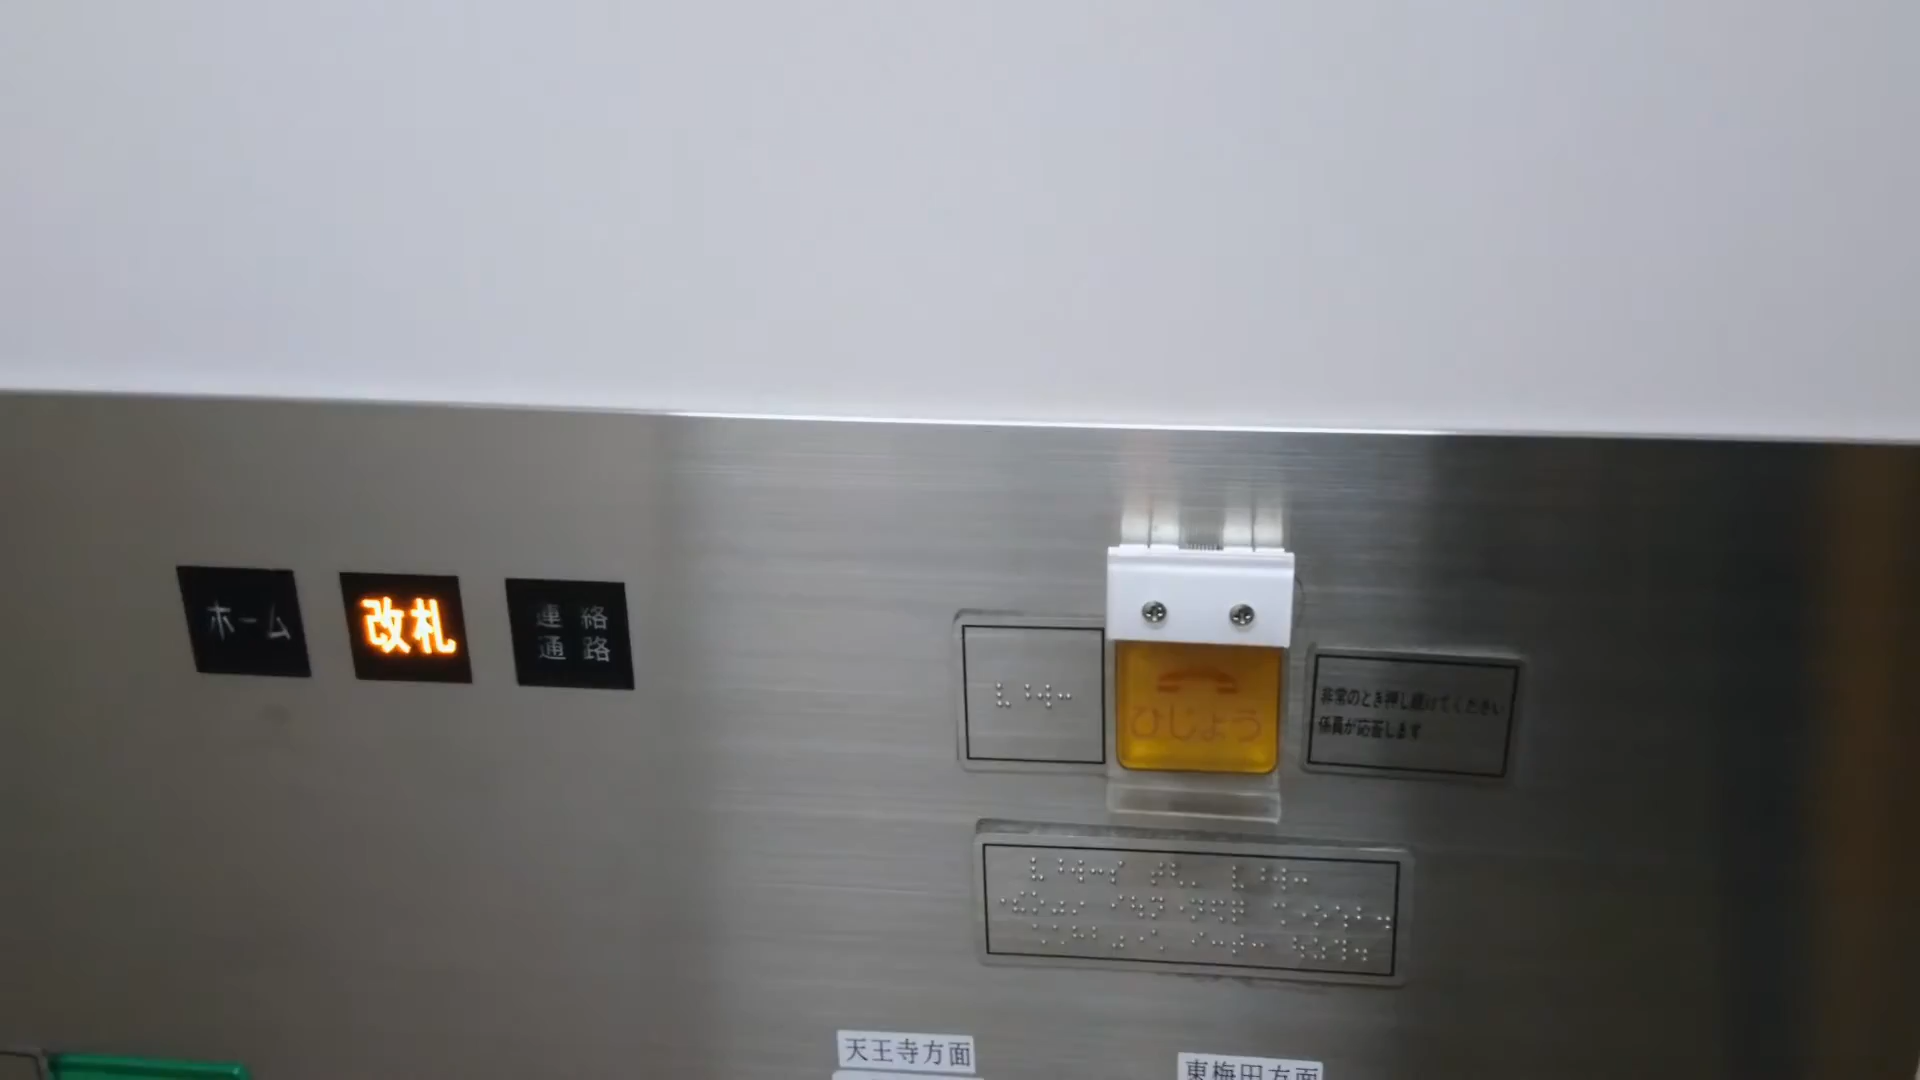 ホーム
改札
連絡
通路
ひじょう
非常のとき押し続けてください
係員が応答します
天王寺方面
東梅田方面